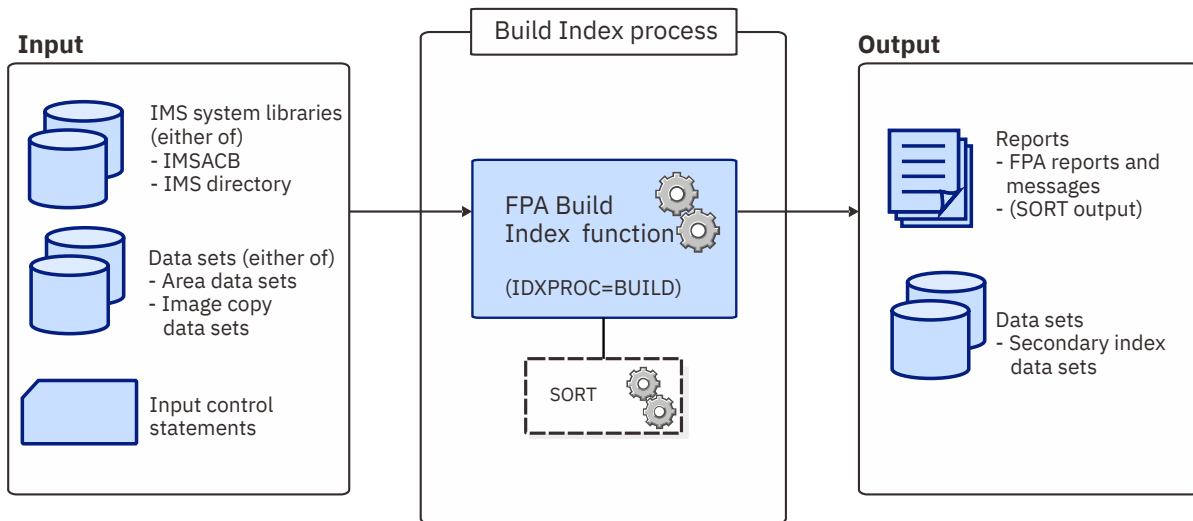 Input
IMS system libraries
(either of)
- IMSACB
- IMS directory
Data sets (either of)
- Area data sets
- Image copy
data sets
Input control
statements
Build Index process
FPA Build
Index function
(IDXPROC=BUILD)
SORT
Output
Reports
- FPA reports and
messages
- (SORT output)
Data sets
- Secondary index
data sets